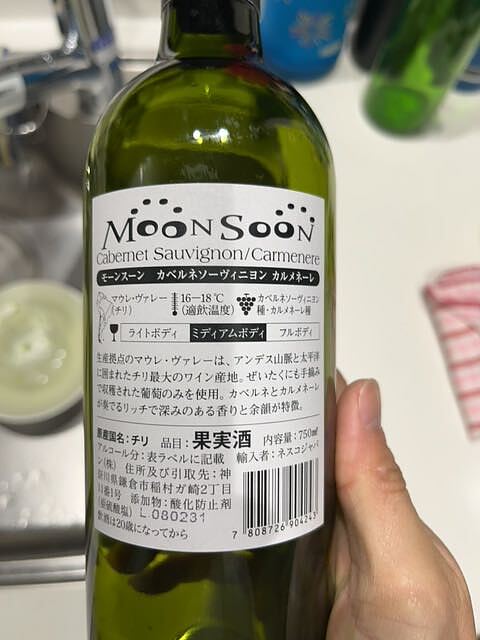 MOON SOON
Cabernet Sauvignon/Carmenere
モーンスーン カベルネソーヴィニヨン カルメネーレ
マウレ・ヴァレー
(チリ)
16―18℃
(適飲温度)
カベルネソーヴィニヨン
種・カルメネーレ種
ライトボディ ミディアムボディ フルボディ
生産拠点のマウレ・ヴァレーは、アンデス山脈と太平洋
に囲まれたチリ最大のワイン産地。ぜいたくにも手摘み
で収穫された葡萄のみを使用。カベルネとカルメネーレ
が奏でるリッチで深みのある香りと余韻が特徴。
原産国名:チリ 品目:果実酒 内容量:750㎖
アルコール分:表ラベルに記載 輸入者:ネスコジャパ
ン(株) 住所及び引取先:神
奈川県鎌倉市稲村ガ崎2丁目
番1号 添加物:酸化防止剤
(亜硫酸塩) L.080231
飲酒は20歳になってから
7 808726 904243